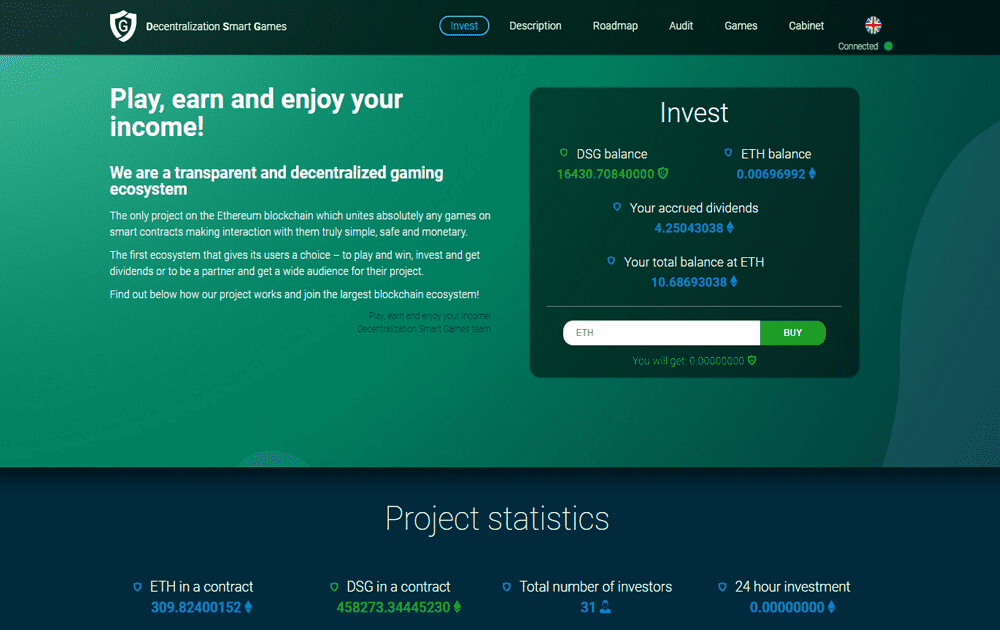 G
Decentralization Smart Games
Invest
Description
Roadmap
Audit
Games
Cabinet
Connected
Play, earn and enjoy your
income!
We are a transparent and decentralized gaming
ecosystem
The only project on the Ethereum blockchain which unites absolutely any games on
smart contracts making interaction with them truly simple, safe and monetary.
The first ecosystem that gives its users a choice – to play and win, invest and get
dividends or to be a partner and get a wide audience for their project.
Find out below how our project works and join the largest blockchain ecosystem!
Play, earn and enjoy your income!
Decentralization Smart Games team
Invest
DSG balance
16430.70840000
ETH balance
0.00696992
Your accrued dividends
4.25043038
Your total balance at ETH
10.68693038
ETH
BUY
You will get: 0.00000000
Project statistics
ETH in a contract
309.82400152
DSG in a contract
458273.34445230
Total number of investors
31
24 hour investment
0.00000000